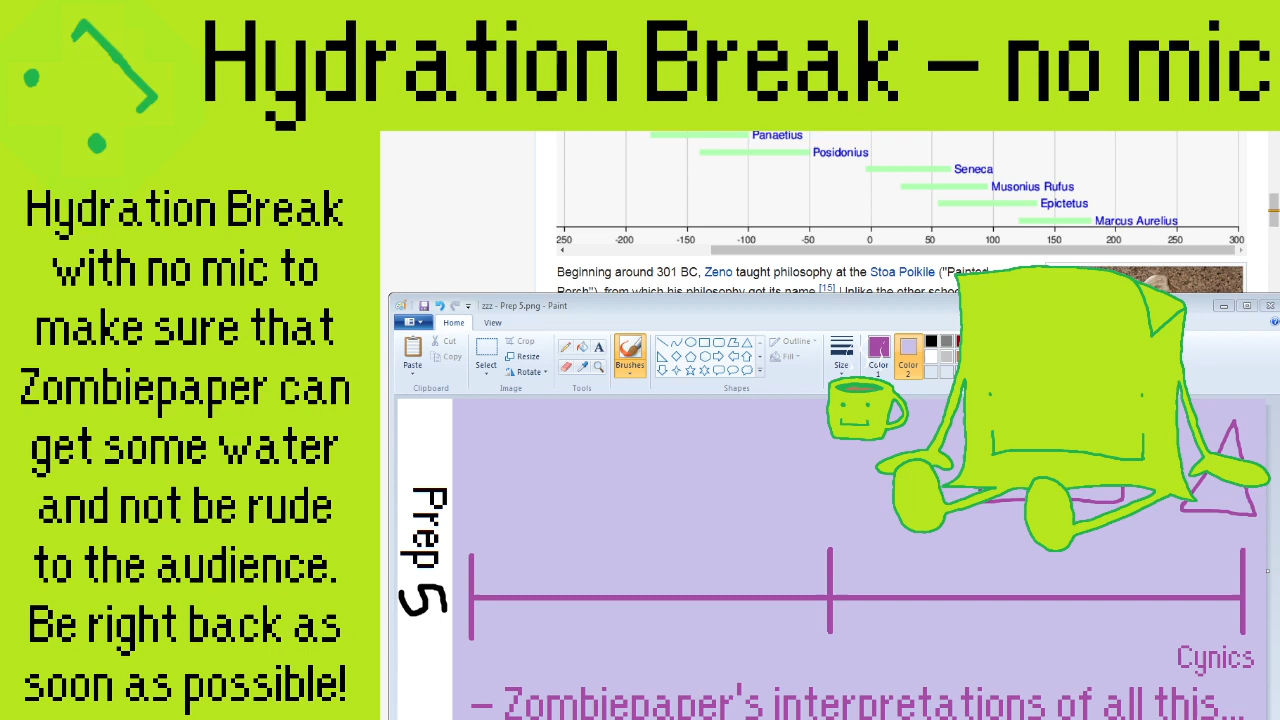 Hydration Break – no mic
Hydration Break
with no mic to
make sure that
Zombiepaper can
get some water
and not be rude
to the audience.
Be right back as
soon as possible!
Panaetius
Posidonius
Seneca
Musonius Rufus
Epictetus
Marcus Aurelius
250 -200 -150 -100 -50 0 50 100 150 200 250 300
Beginning around 301 BC, Zeno taught philosophy at the Stoa Poikile ("Painted
Porch"), from which his philosophy got its name.[15] Unlike the other
zzz - Prep 5.png - Paint
Home View
Paste
Cut
Copy
Clipboard
Select
Crop
Resize
Rotate
Image
A
Tools
Brushes
Outline
Fill
Shapes
Size
Color
1
Color
2
Prep 5
Cynics
– Zombiepaper's interpretations of all this...